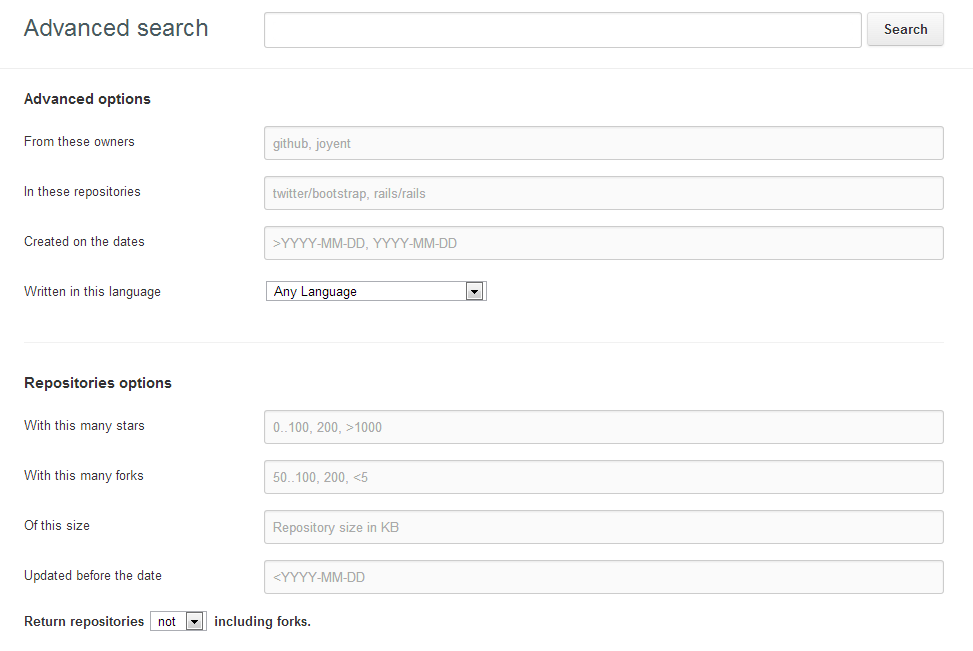 Advanced search
Search
Advanced options
From these owners
github, joyent
In these repositories
twitter/bootstrap, rails/rails
Created on the dates
>YYYY-MM-DD, YYYY-MM-DD
Written in this language
Any Language
Repositories options
With this many stars
0..100, 200, >1000
With this many forks
50..100, 200, <5
Of this size
Repository size in KB
Updated before the date
<YYYY-MM-DD
Return repositories not including forks.